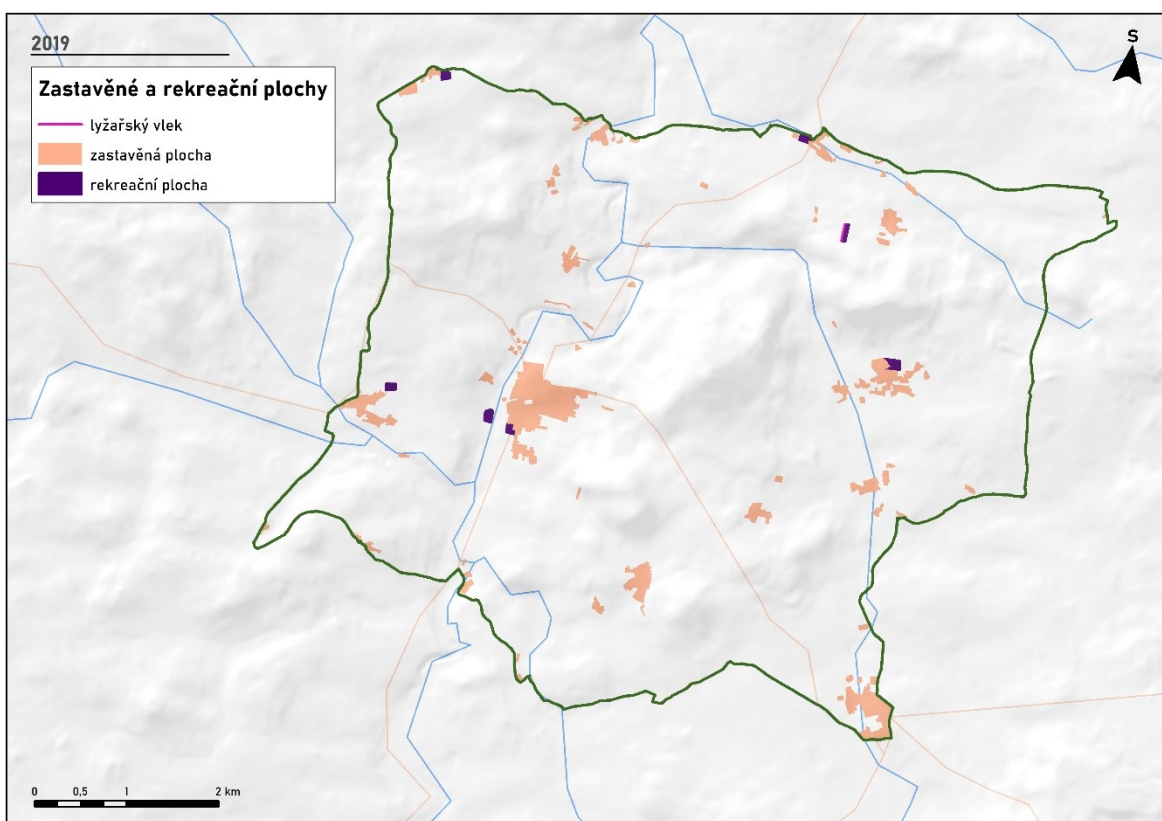 2019
Zastavěné a rekreační plochy
lyžařský vlek
zastavěná plocha
rekreační plocha
S
0 0,5 1 2 km